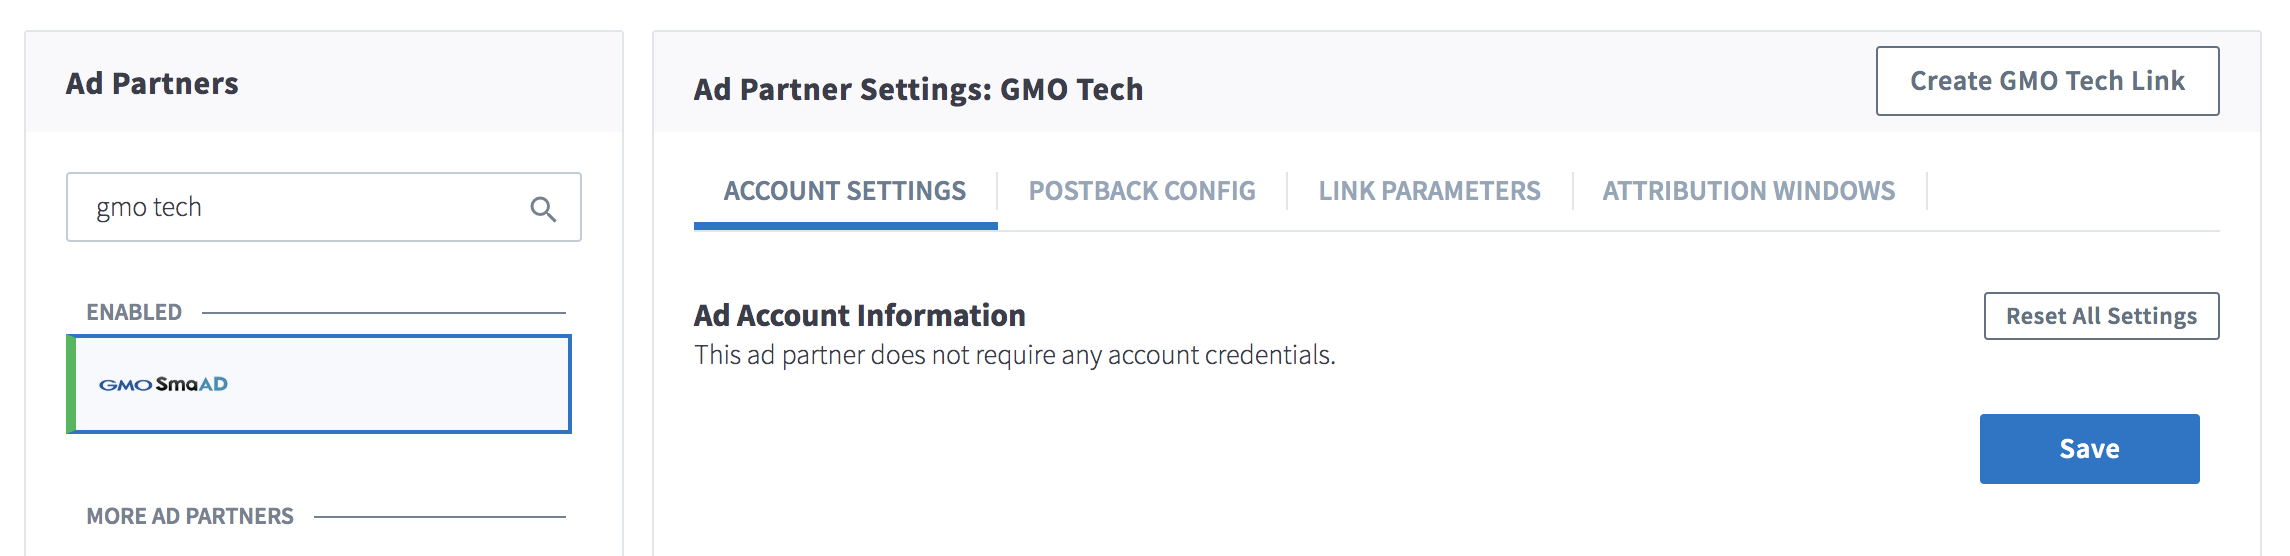 Ad Partners
gmo tech
ENABLED
GMO SmaAD
MORE AD PARTNERS
Ad Partner Settings: GMO Tech
Create GMO Tech Link
ACCOUNT SETTINGS
POSTBACK CONFIG
LINK PARAMETERS
ATTRIBUTION WINDOWS
Ad Account Information
Reset All Settings
This ad partner does not require any account credentials.
Save